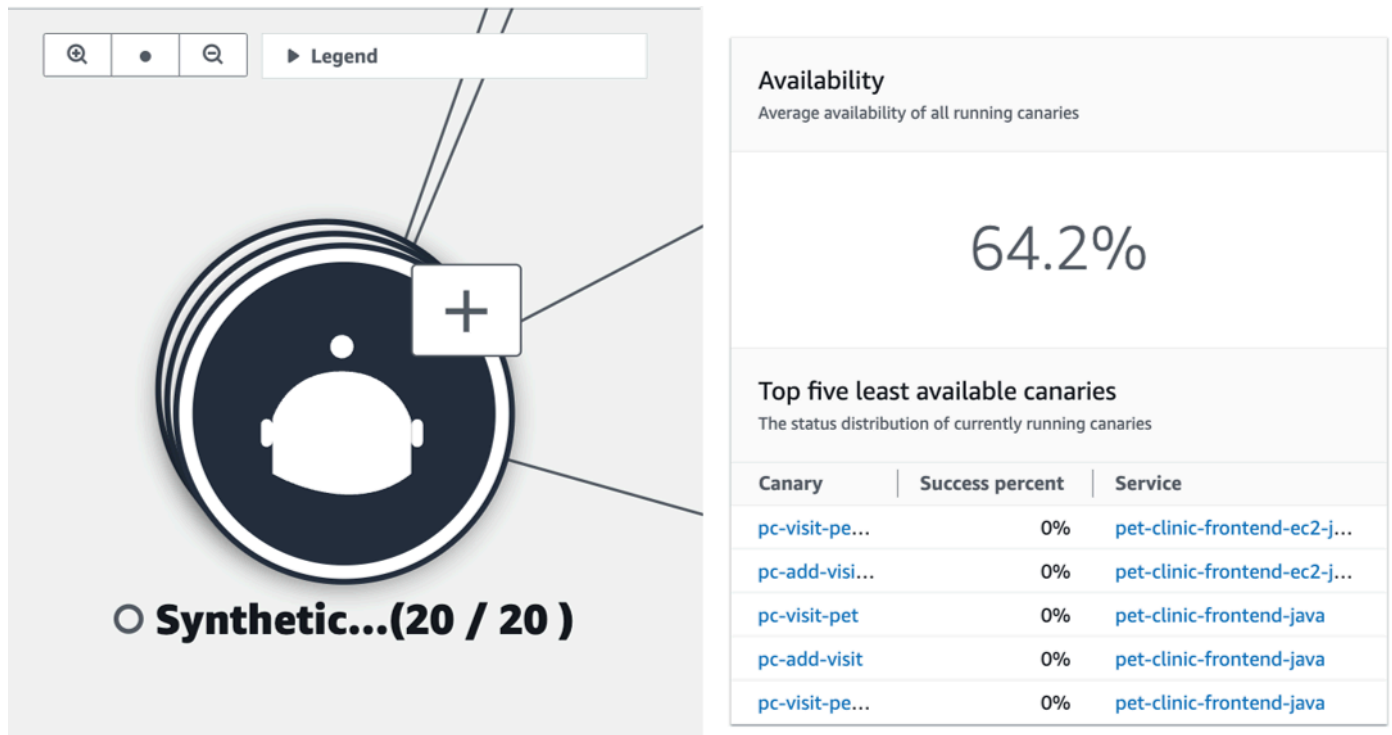 Legend
Synthetic...(20 / 20 )
Availability
Average availability of all running canaries
64.2%
Top five least available canaries
The status distribution of currently running canaries
Canary Success percent Service
pc-visit-pe... 0% pet-clinic-frontend-ec2-j...
pc-add-visi... 0% pet-clinic-frontend-ec2-j...
pc-visit-pet 0% pet-clinic-frontend-java
pc-add-visit 0% pet-clinic-frontend-java
pc-visit-pe... 0% pet-clinic-frontend-java